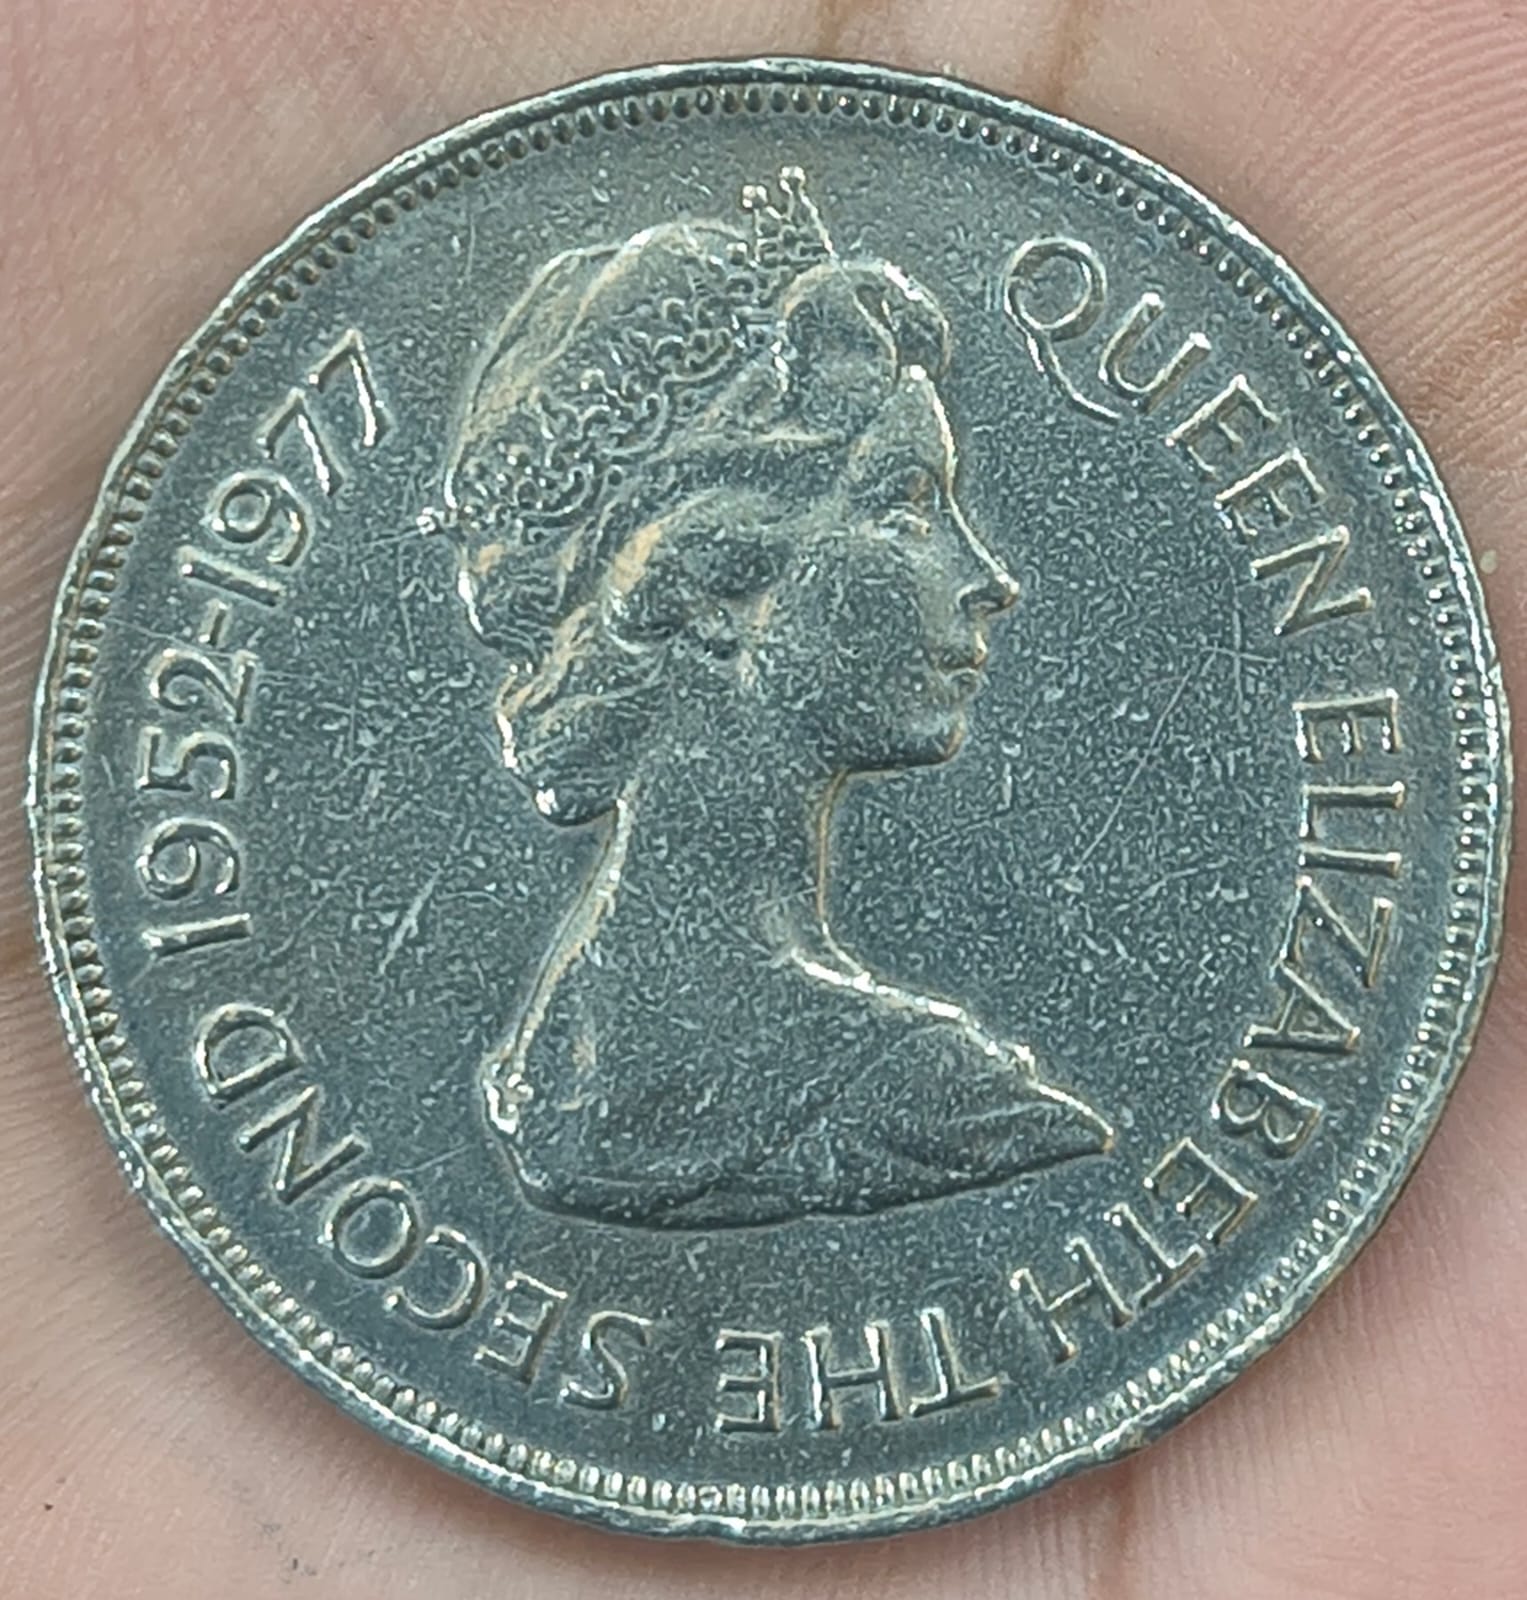 QUEEN ELIZABETH THE SECOND 1952-1977